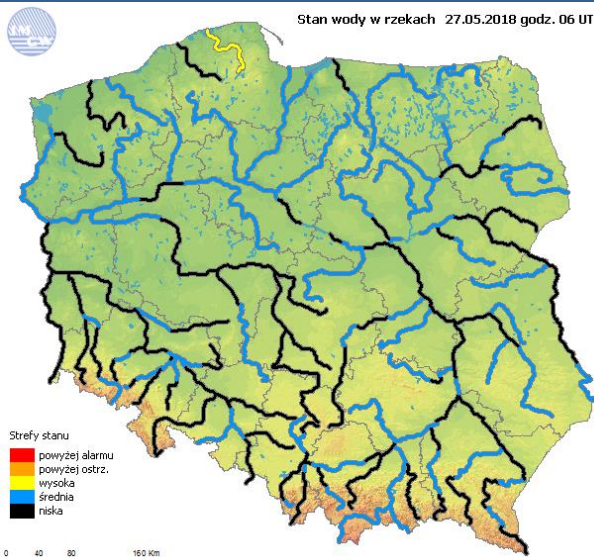 Stan wody w rzekach 27.05.2018 godz. 06 UT
Strefy stanu
powyżej alarmu
powyżej ostrz.
wysoka
średnia
niska
0 40 80 160 Km